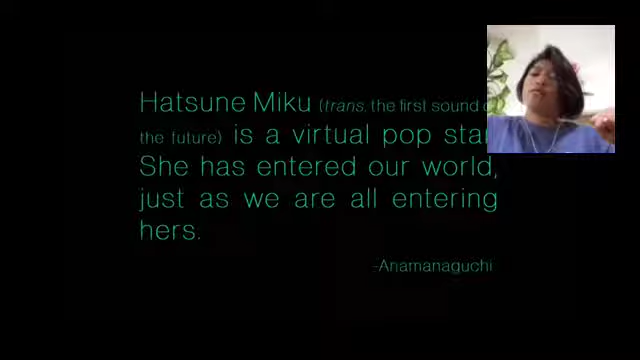 Hatsune Miku (trans. the first sound
the future) is a virtual pop
She has entered our world,
just as we are all entering
hers.
-Anamanaguchi